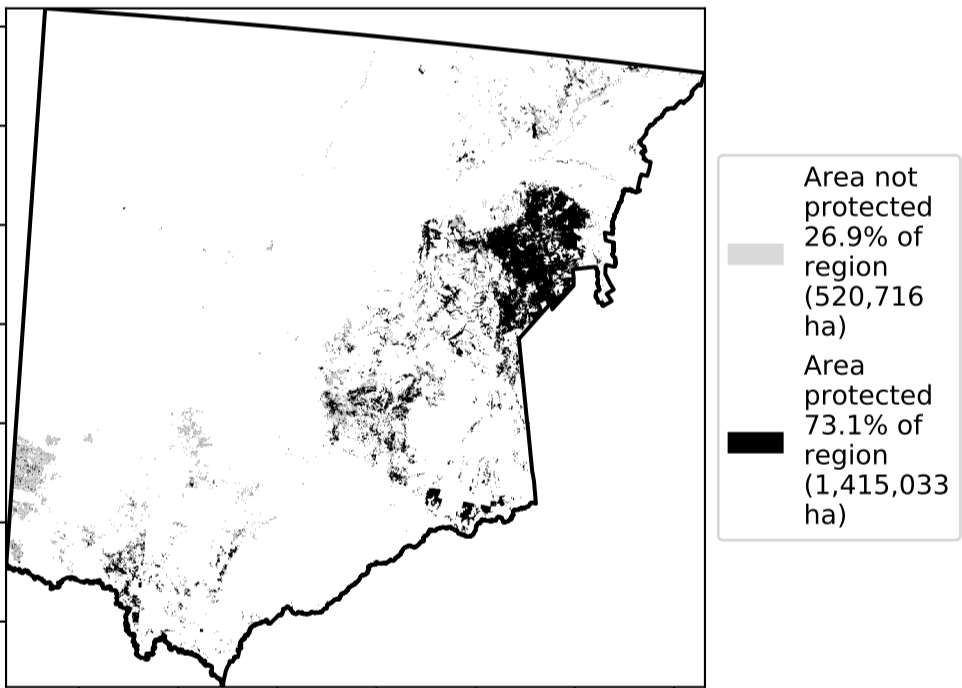 Area not
protected
26.9% of
region
(520,716
ha)
Area
protected
73.1% of
region
(1,415,033
ha)